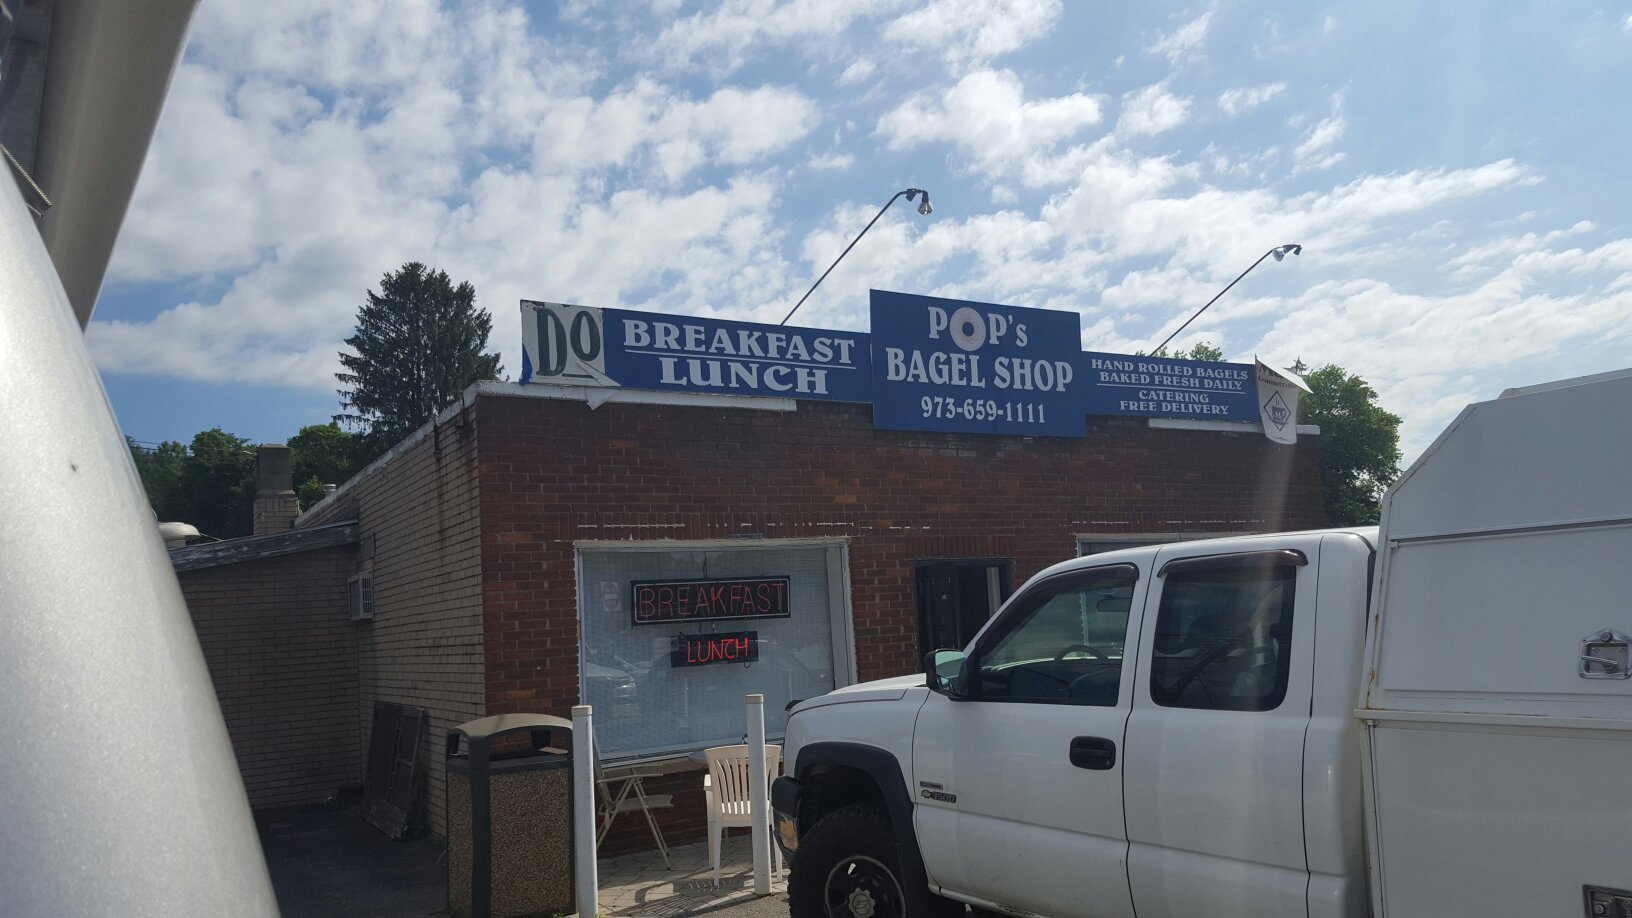 DO
BREAKFAST
LUNCH
POP's
BAGEL SHOP
973-659-1111
HAND ROLLED BAGELS
BAKED FRESH DAILY
CATERING
FREE DELIVERY
BREAKFAST
LUNCH
3500